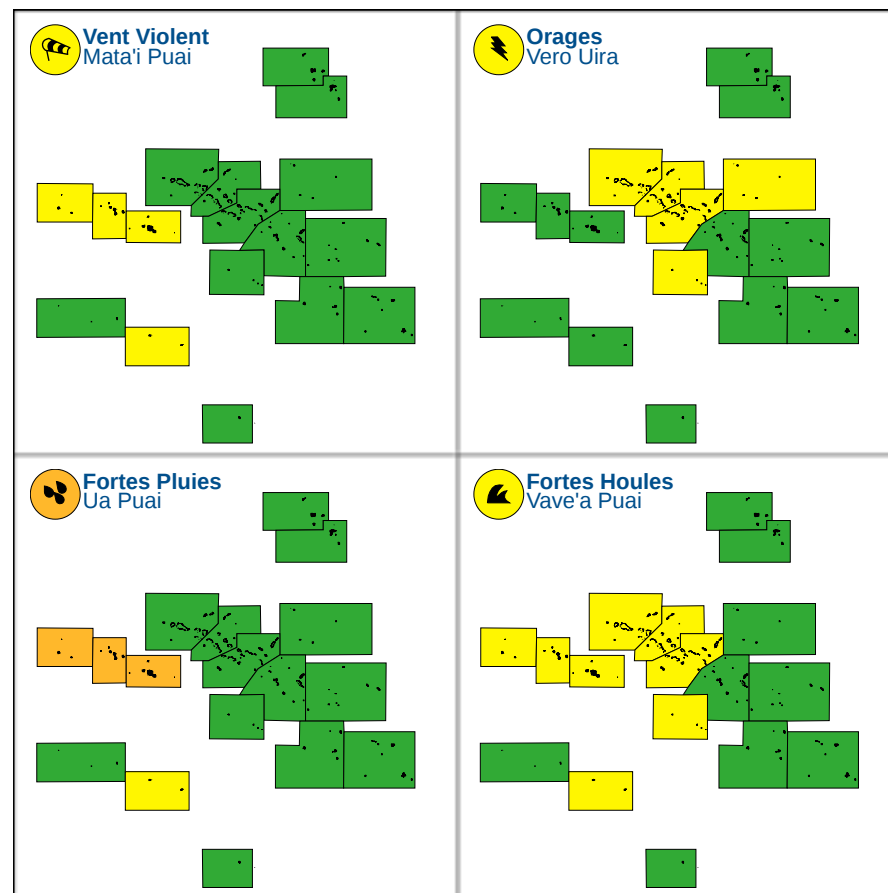 Vent Violent
Mata'i Puai
Orages
Vero Uira
Fortes Pluies
Ua Puai
Fortes Houles
Vave'a Puai